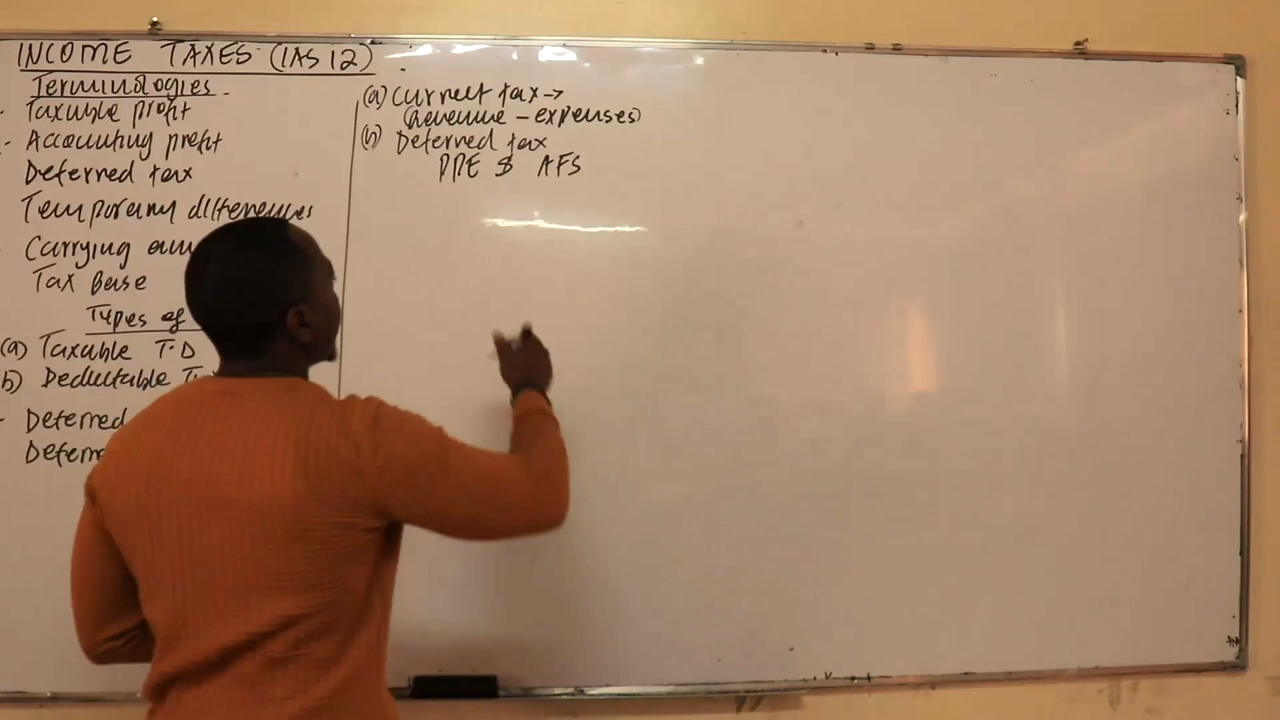 INCOME TAXES (IAS 12)
Terminologies.
- Taxable profit
- Accounting profit
Deferred tax
Temporary differences
- Carrying
Tax Base
Types of
(a) Taxable T.D
b) Deductable
- Deferred
(a) Current tax →
(Revenue - expenses)
(b) Deferred tax
PPE $ AFS